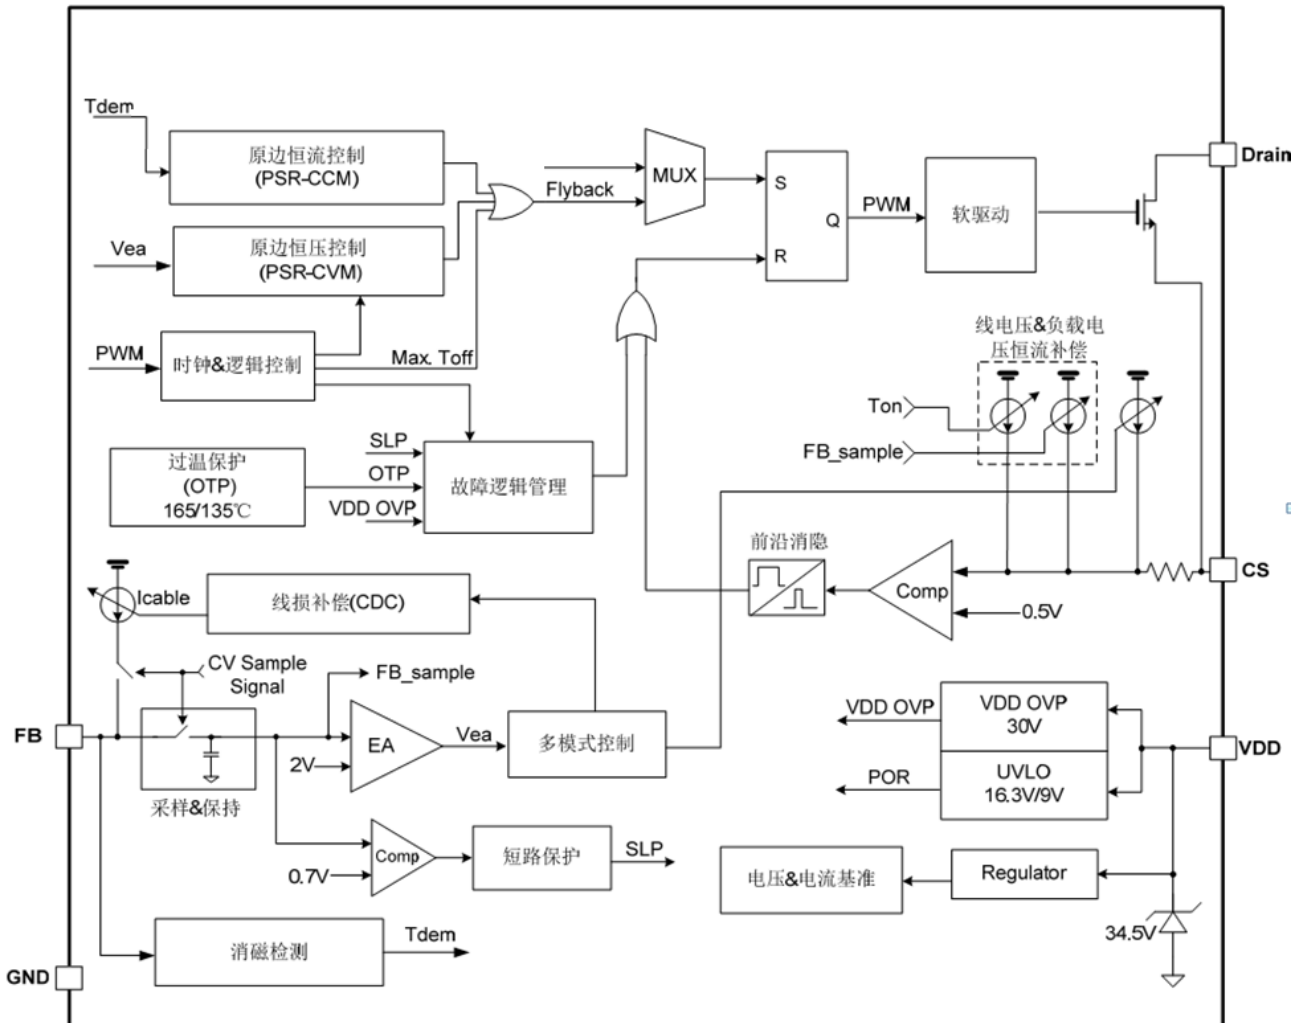 Tdem
原边恒流控制
(PSR-CCM)
Flyback
MUX
S
Q
R
PWM
软驱动
Drain
Vea
原边恒压控制
(PSR-CVM)
PWM
时钟&逻辑控制
Max. Toff
线电压&负载电
压恒流补偿
Ton
FB_sample
过温保护
(OTP)
165/135℃
SLP
OTP
VDD OVP
故障逻辑管理
前沿消隐
Comp
0.5V
CS
Icable
线损补偿(CDC)
CV Sample
Signal
FB_sample
FB
采样&保持
EA
2V
Vea
多模式控制
VDD OVP
VDD OVP
30V
POR
UVLO
16.3V/9V
VDD
Comp
0.7V
短路保护
SLP
电压&电流基准
Regulator
34.5V
消磁检测
Tdem
GND